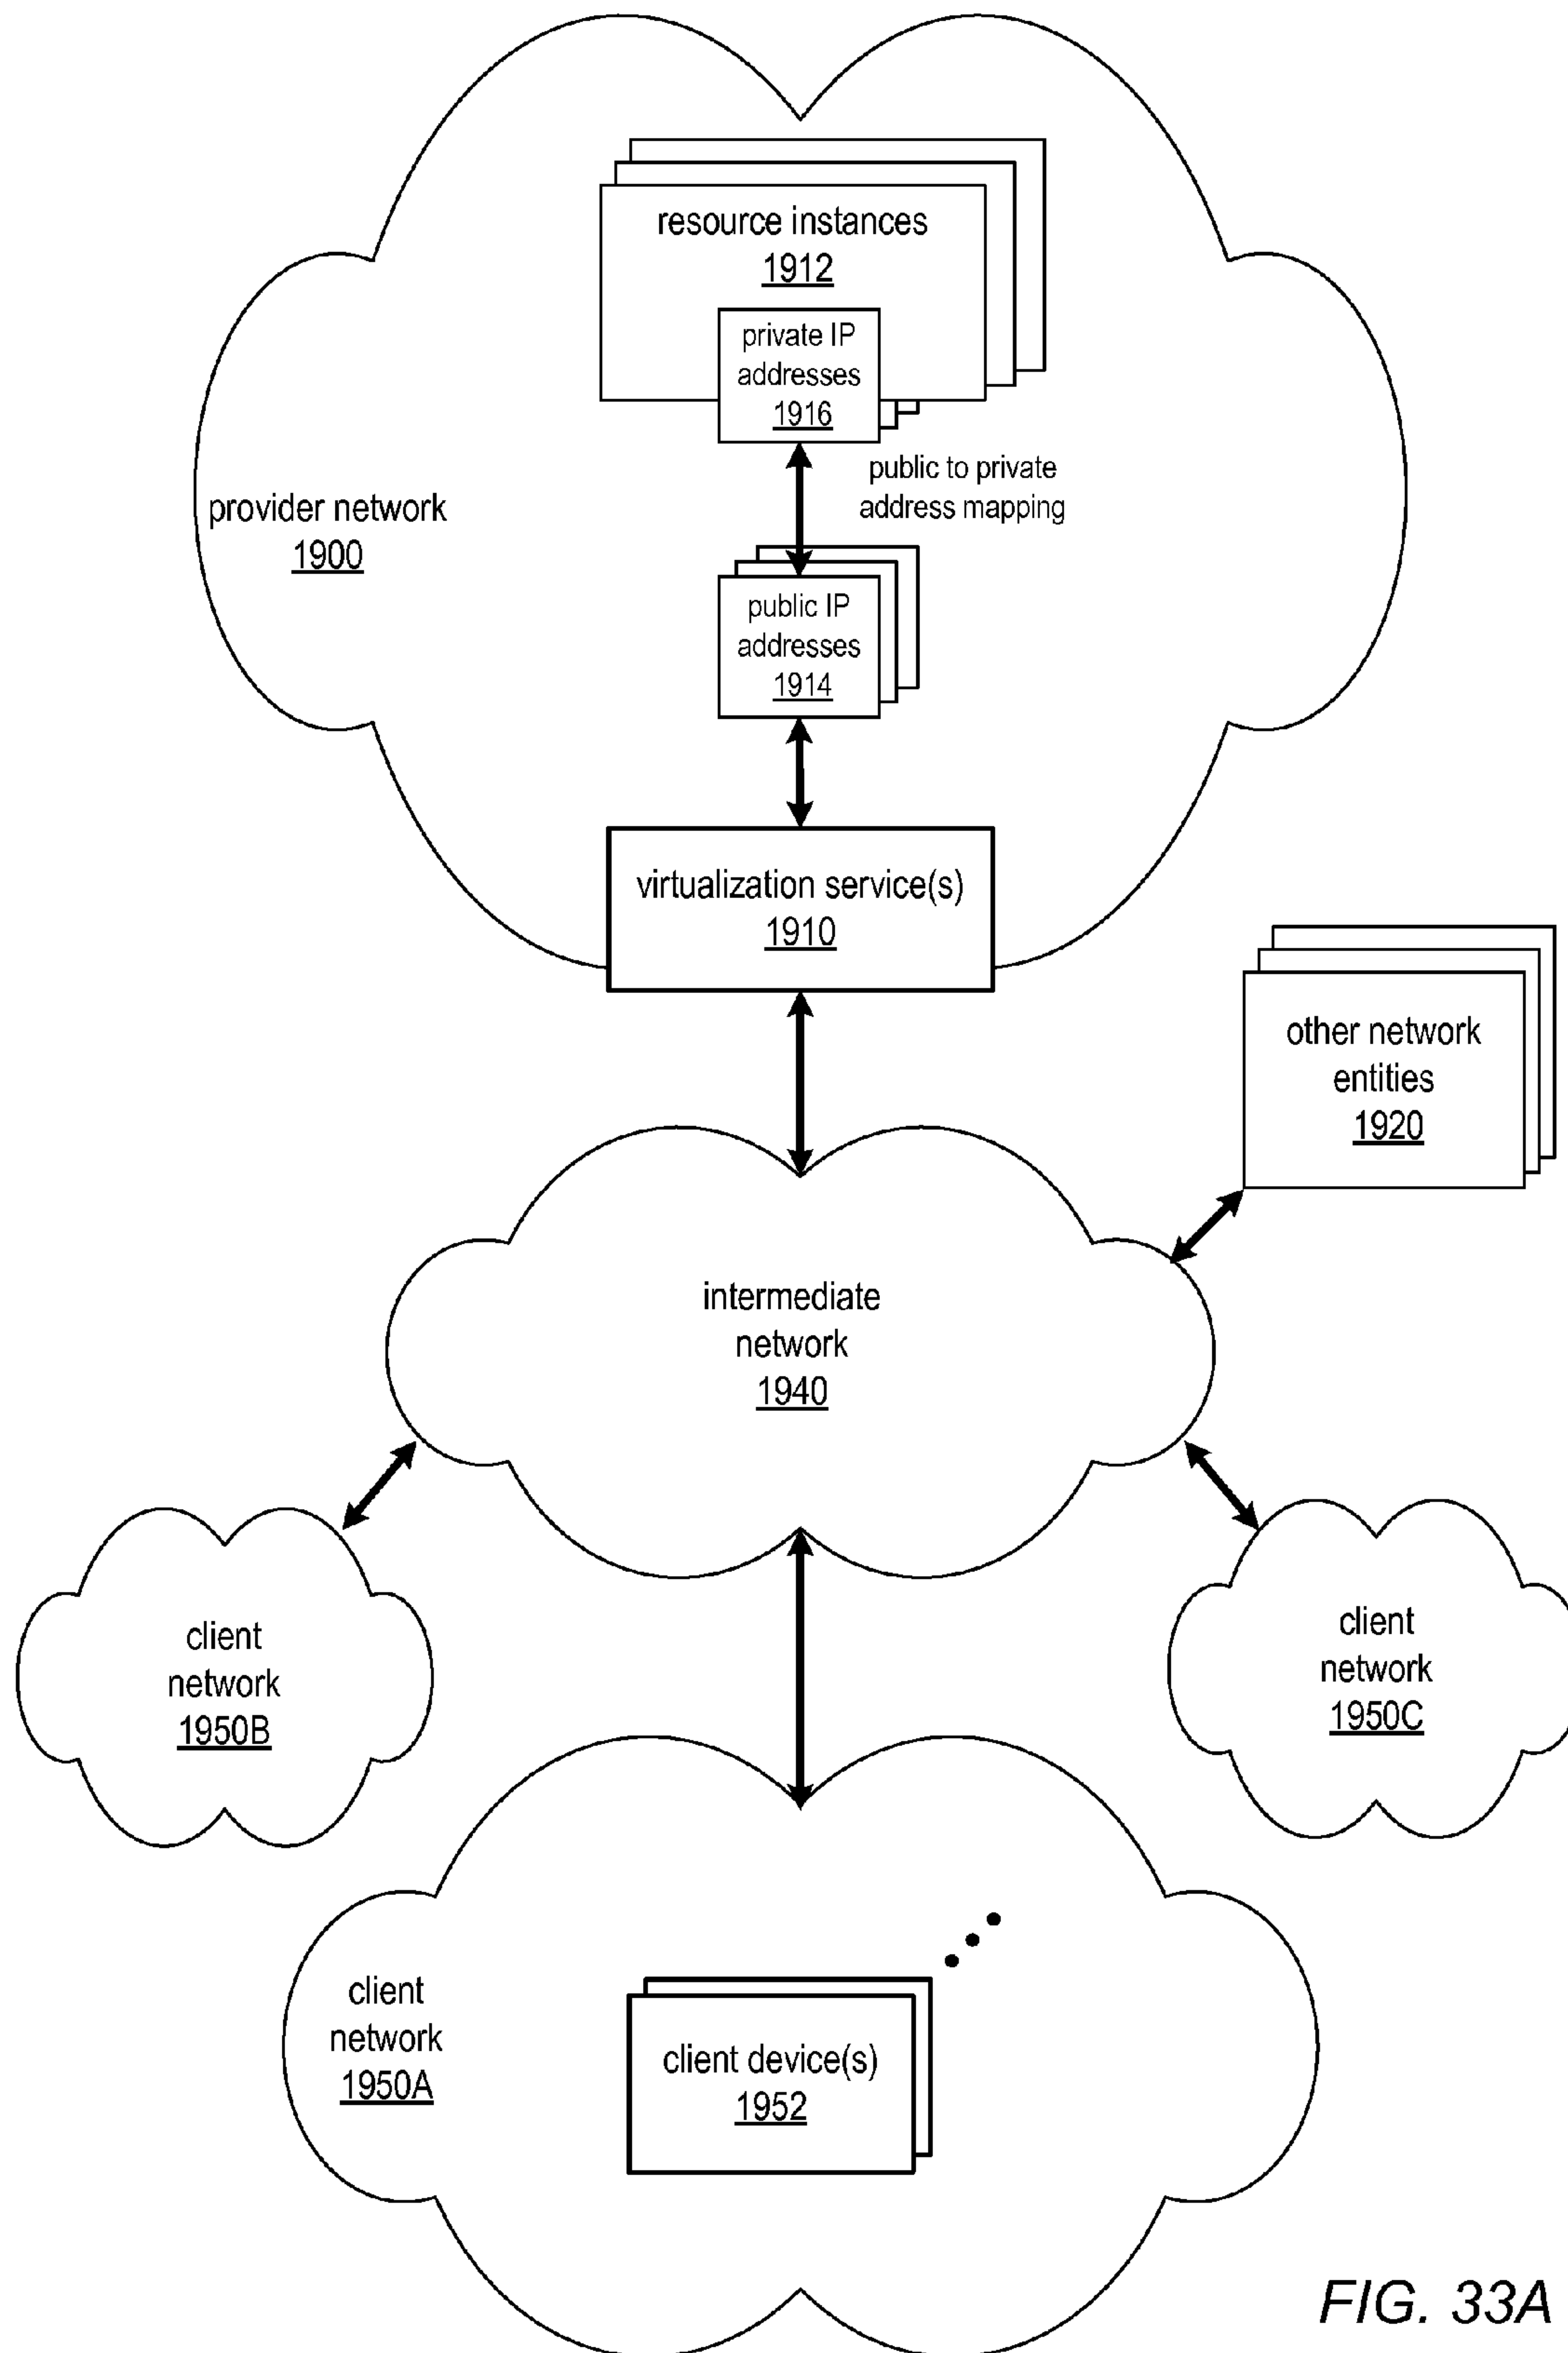 resource instances
1912
private IP
addresses
1916
public to private
address mapping
provider network
1900
public IP
addresses
1914
virtualization service(s)
1910
other network
entities
1920
intermediate
network
1940
client
network
1950B
client
network
1950C
client
network
1950A
client device(s)
1952
FIG. 33A